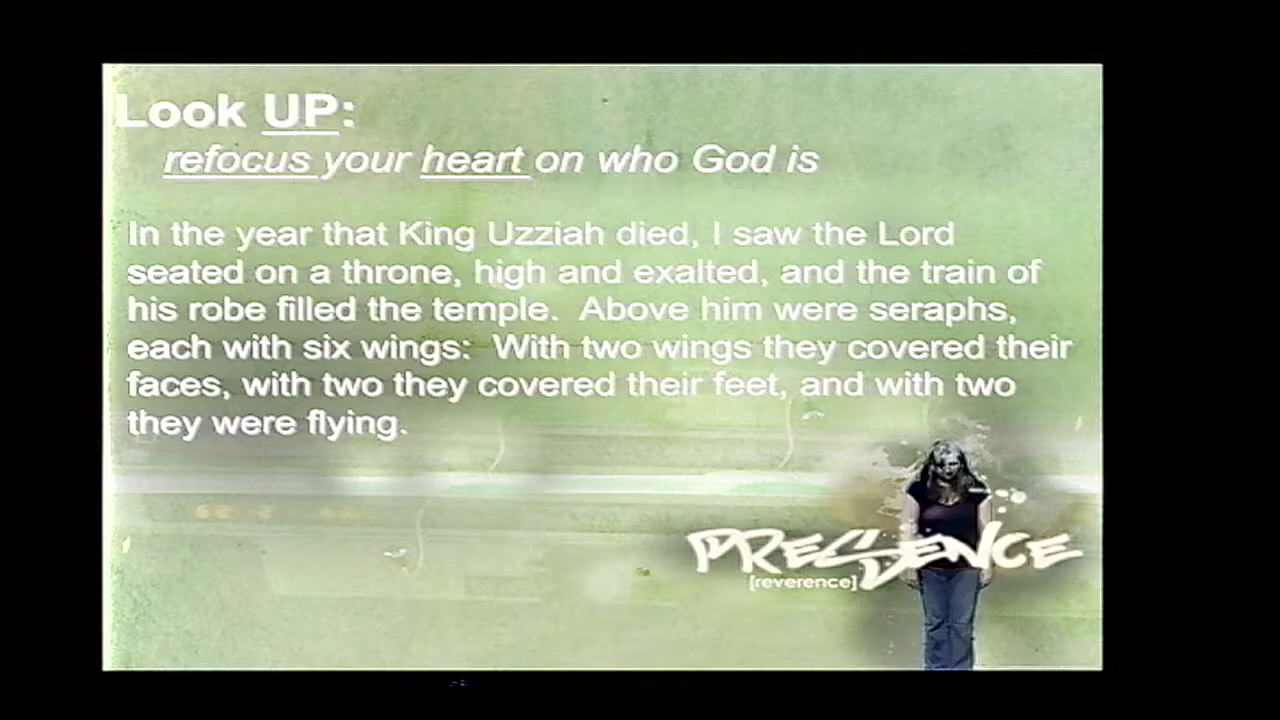 Look UP:
refocus your heart on who God is
In the year that King Uzziah died, I saw the Lord
seated on a throne, high and exalted, and the train of
his robe filled the temple.  Above him were seraphs,
each with six wings:  With two wings they covered their
faces, with two they covered their feet, and with two
they were flying.
PRESENCE
[reverence]